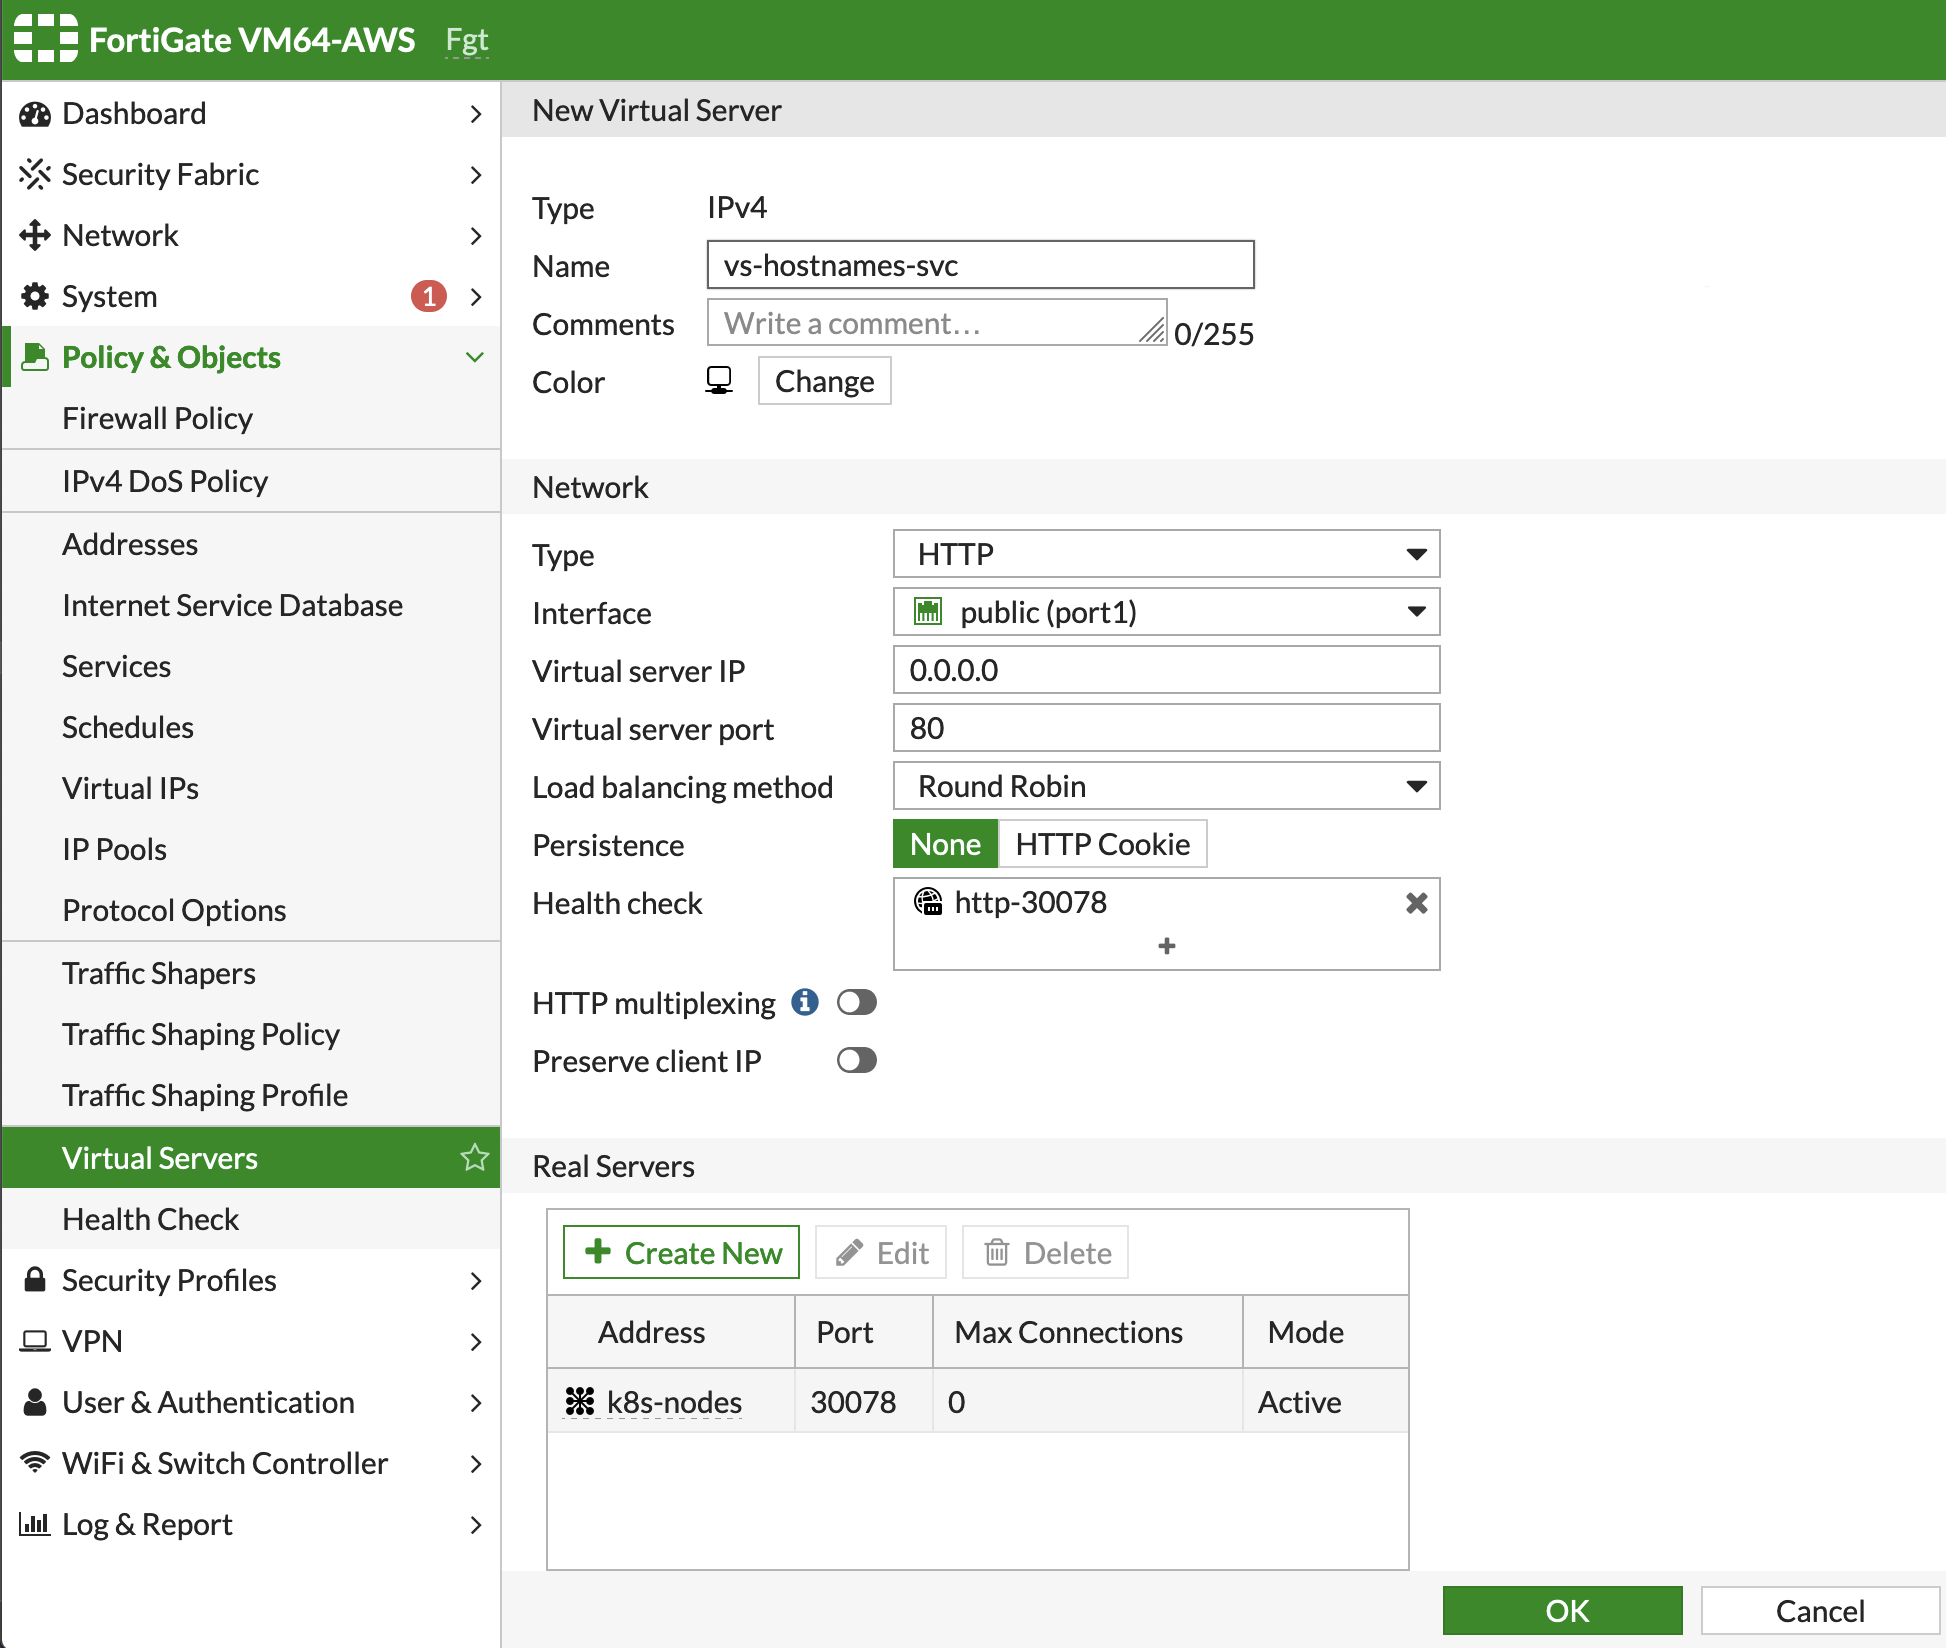 FortiGate VM64-AWS Fgt
Dashboard
Security Fabric
Network
System 1
Policy & Objects
Firewall Policy
IPv4 DoS Policy
Addresses
Internet Service Database
Services
Schedules
Virtual IPs
IP Pools
Protocol Options
Traffic Shapers
Traffic Shaping Policy
Traffic Shaping Profile
Virtual Servers
Health Check
Security Profiles
VPN
User & Authentication
WiFi & Switch Controller
Log & Report
New Virtual Server
Type IPv4
Name vs-hostnames-svc
Comments Write a comment... 0/255
Color Change
Network
Type HTTP
Interface public (port1)
Virtual server IP 0.0.0.0
Virtual server port 80
Load balancing method Round Robin
Persistence None HTTP Cookie
Health check http-30078
+
HTTP multiplexing
Preserve client IP
Real Servers
+ Create New Edit Delete
Address Port Max Connections Mode
k8s-nodes 30078 0 Active
OK Cancel